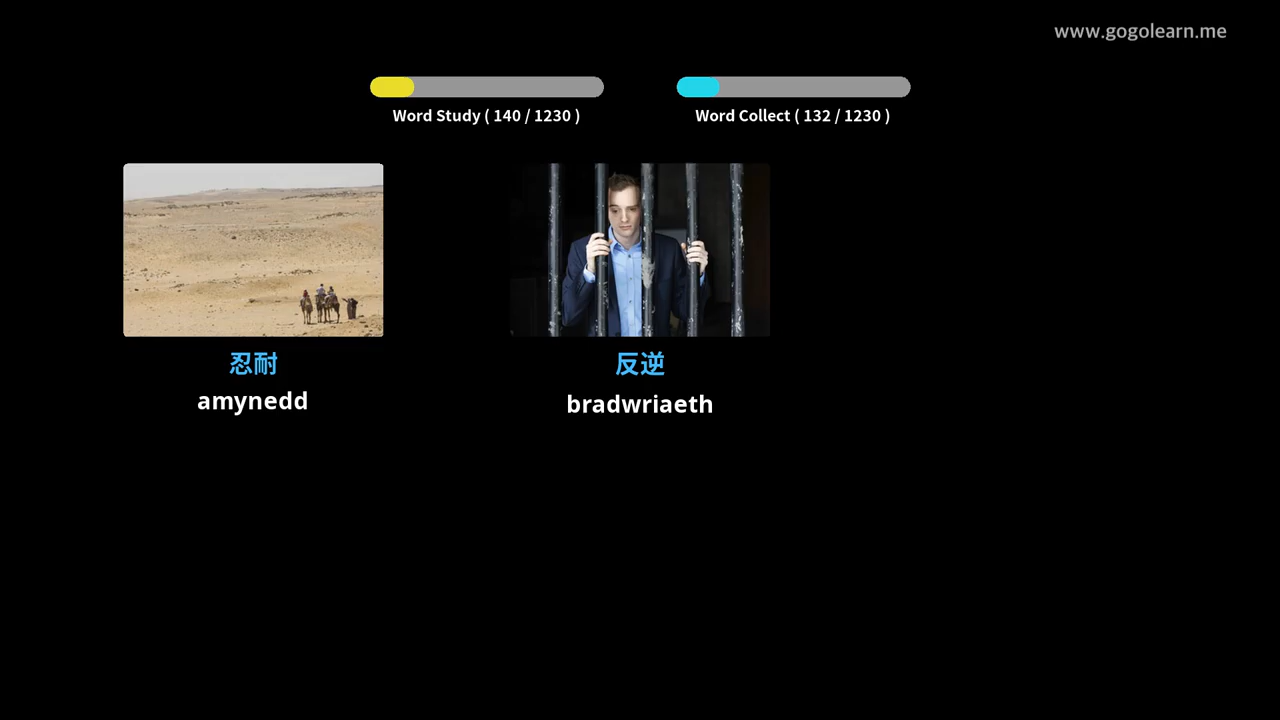 www.gogolearn.me
Word Study ( 140 / 1230 )
Word Collect ( 132 / 1230 )
忍耐
amynedd
反逆
bradwriaeth